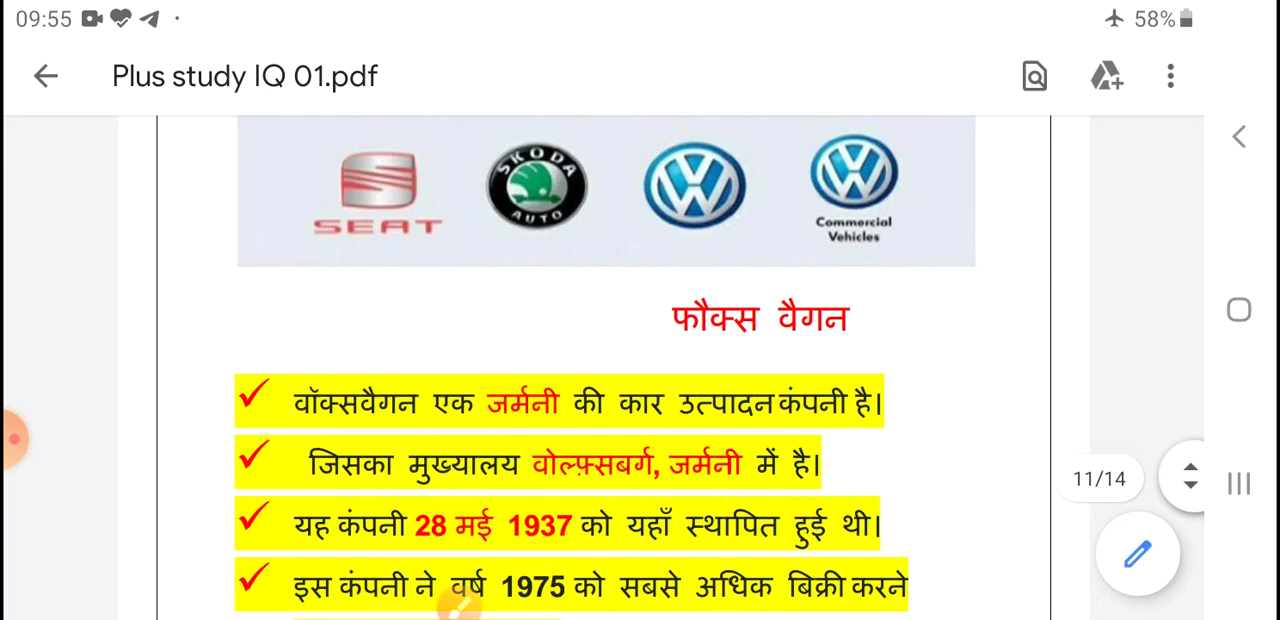 09:55
58%
Plus study IQ 01.pdf
SEAT
SKODA
AUTO
Commercial
Vehicles
फौक्स वैगन
वॉक्सवैगन एक जर्मनी की कार उत्पादन कंपनी है।
जिसका मुख्यालय वोल्फ़्सबर्ग, जर्मनी में है।
यह कंपनी 28 मई 1937 को यहाँ स्थापित हुई थी।
इस कंपनी ने वर्ष 1975 को सबसे अधिक बिक्री करने
11/14